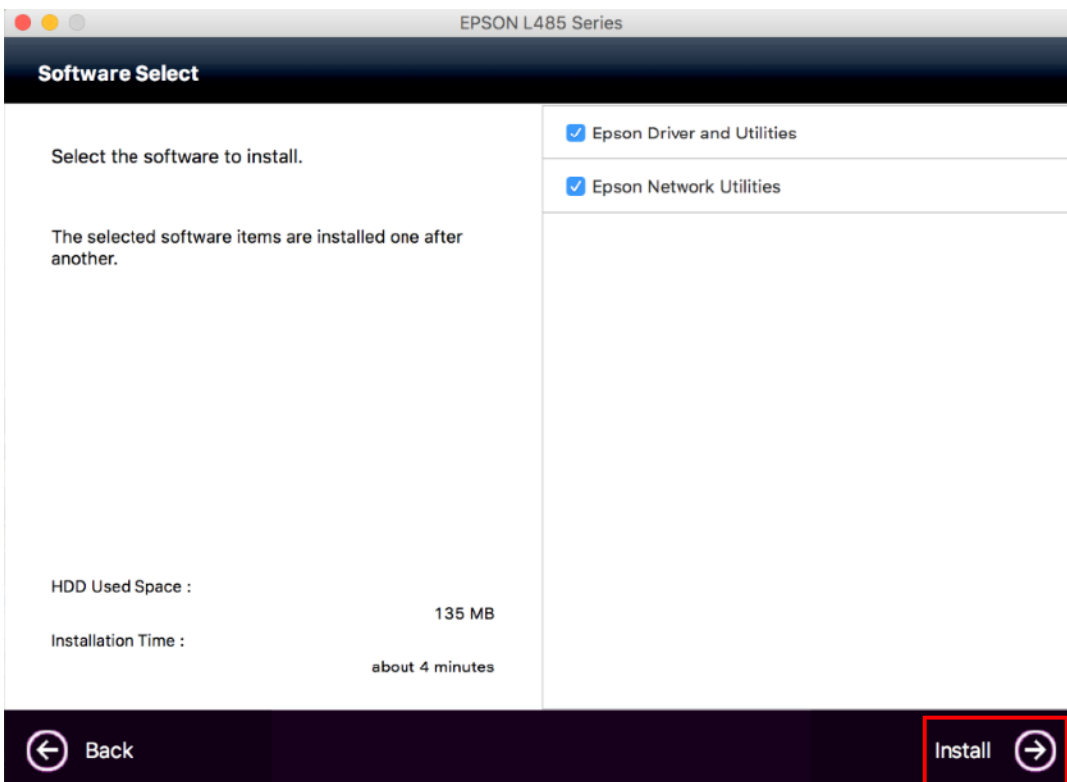 EPSON L485 Series
Software Select
Select the software to install.
The selected software items are installed one after
another.
HDD Used Space :
135 MB
Installation Time :
about 4 minutes
Epson Driver and Utilities
Epson Network Utilities
Back
Install